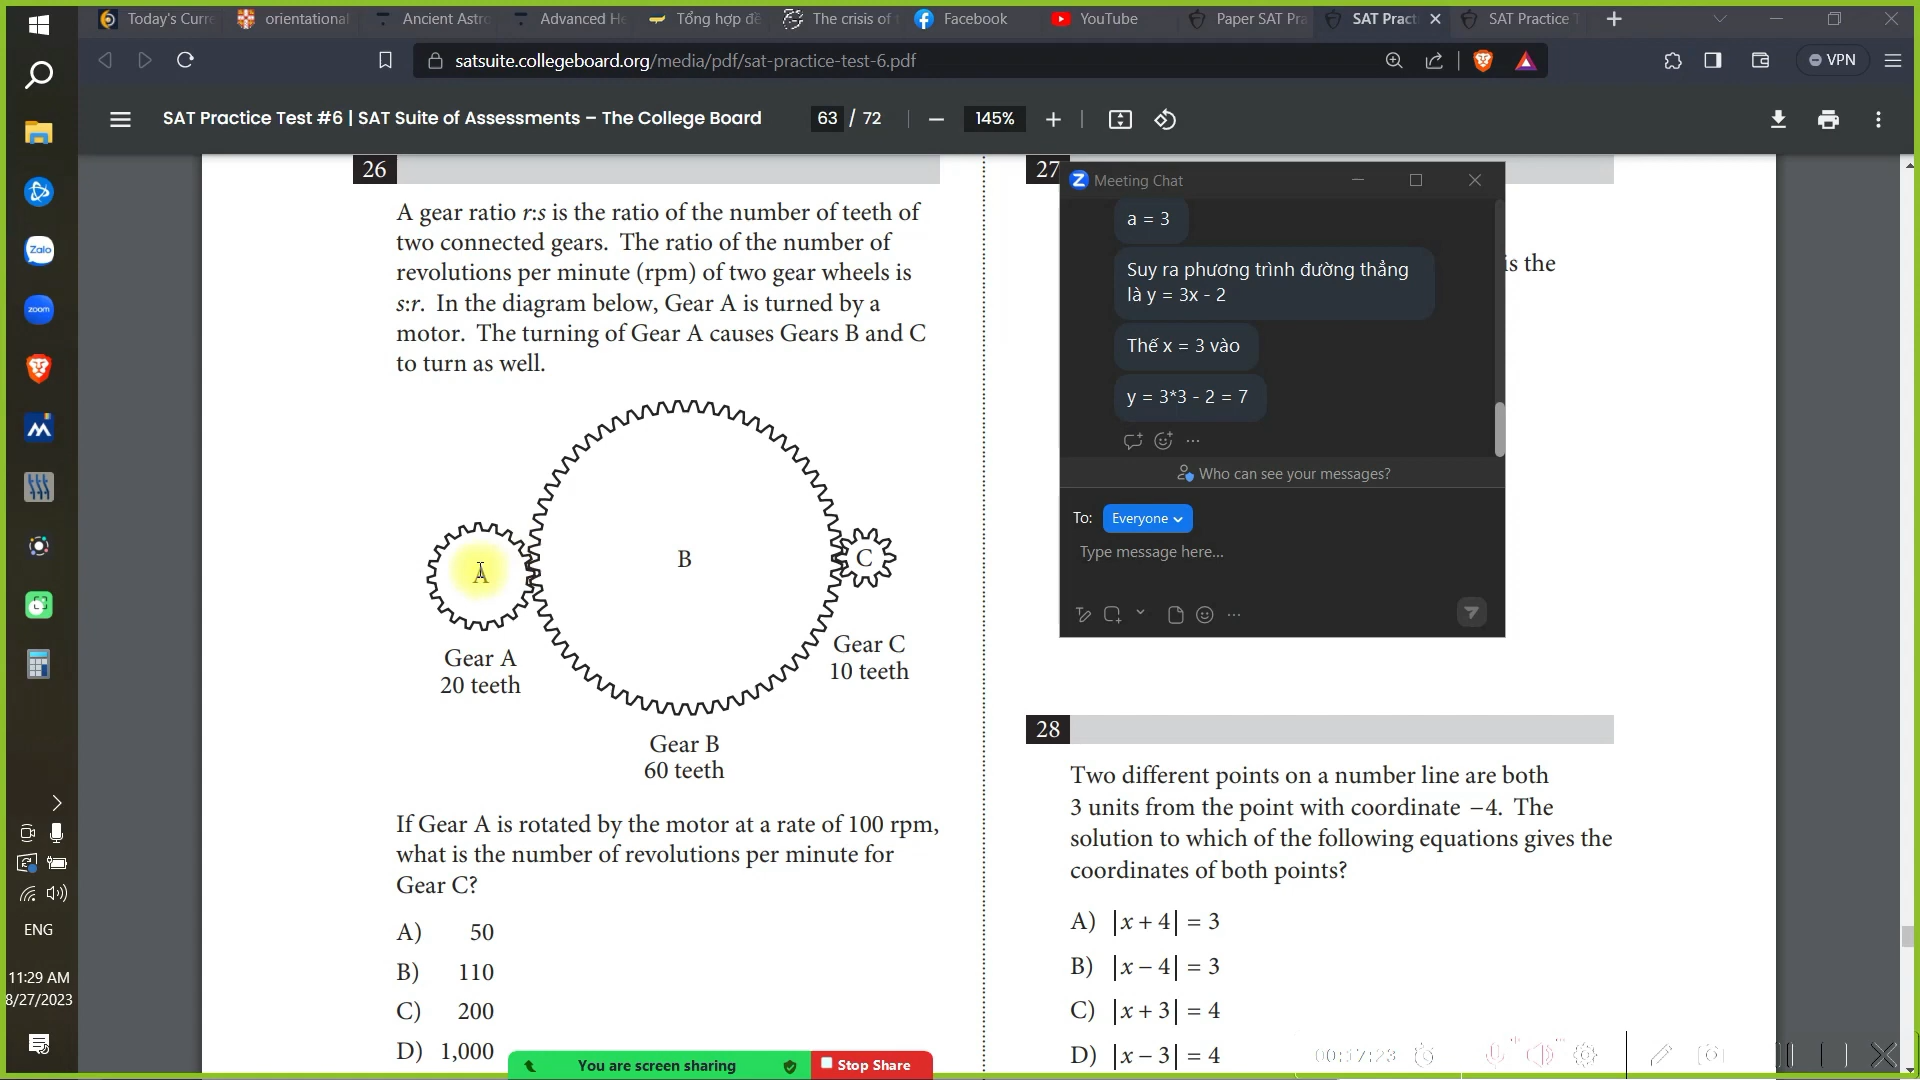 Today's Curre
orientational
Ancient Astro
Advanced He
Tổng hợp đề
The crisis of
Facebook
YouTube
Paper SAT Pra
SAT Practi
SAT Practice T
satsuite.collegeboard.org/media/pdf/sat-practice-test-6.pdf
VPN
SAT Practice Test #6 | SAT Suite of Assessments – The College Board
63 / 72
145%
26
A gear ratio r:s is the ratio of the number of teeth of
two connected gears. The ratio of the number of
revolutions per minute (rpm) of two gear wheels is
s:r. In the diagram below, Gear A is turned by a
motor. The turning of Gear A causes Gears B and C
to turn as well.
A
B
C
Gear A
20 teeth
Gear C
10 teeth
Gear B
60 teeth
If Gear A is rotated by the motor at a rate of 100 rpm,
what is the number of revolutions per minute for
Gear C?
A) 50
B) 110
C) 200
D) 1,000
27
is the
Meeting Chat
a = 3
Suy ra phương trình đường thẳng
là y = 3x - 2
Thế x = 3 vào
y = 3*3 - 2 = 7
Who can see your messages?
To: Everyone
Type message here...
28
Two different points on a number line are both
3 units from the point with coordinate −4. The
solution to which of the following equations gives the
coordinates of both points?
A) |x + 4| = 3
B) |x − 4| = 3
C) |x + 3| = 4
D) |x − 3| = 4
You are screen sharing
Stop Share
00:17:23
Zalo
zoom
ENG
11:29 AM
8/27/2023